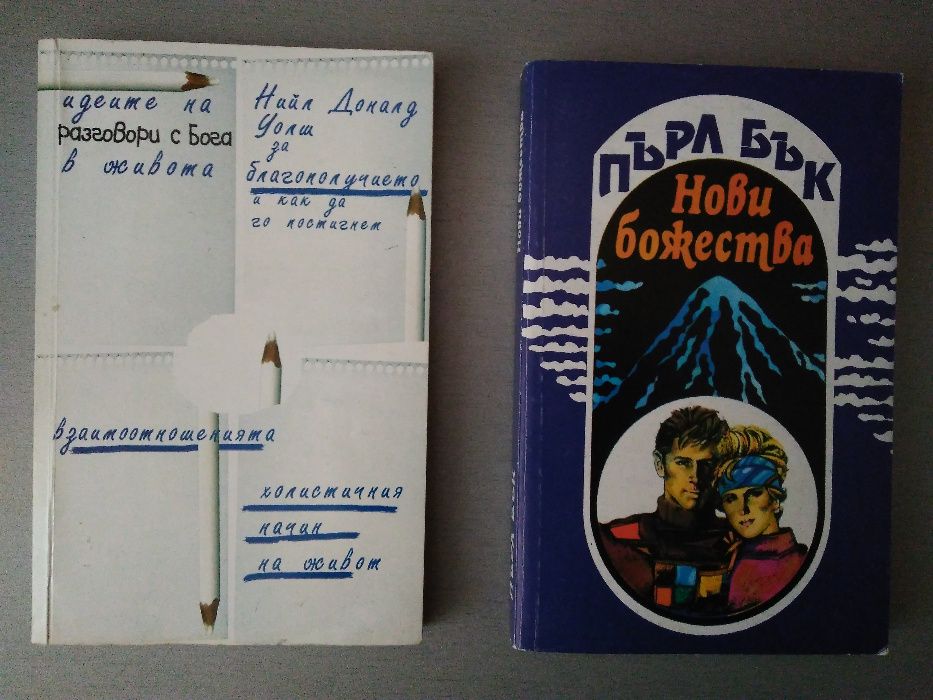 идеите на
разговори с Бога
в живота
Нийл Доналд
Уолш
за
благополучието
и как да
го постигнем
взаимоотношенията
холистичния
начин
на живот
ПЪРЛ БЪК
Нови
божества